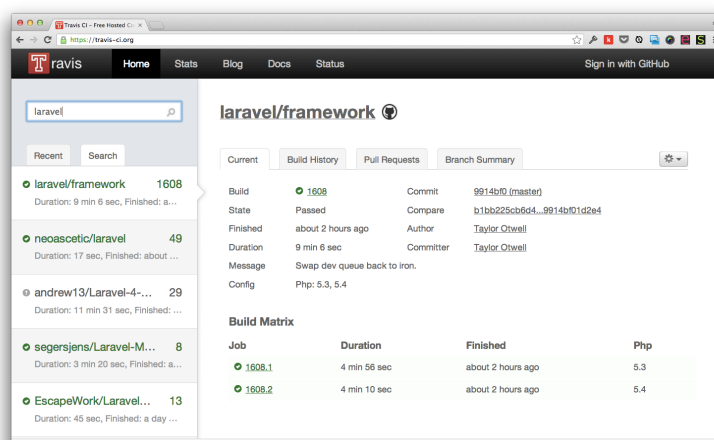 Travis CI - Free Hosted Co
https://travis-ci.org
Travis
Home Stats Blog Docs Status Sign in with GitHub
laravel
Recent Search
laravel/framework 1608
Duration: 9 min 6 sec, Finished: a…
neoascetic/laravel 49
Duration: 17 sec, Finished: about …
andrew13/Laravel-4-… 29
Duration: 11 min 31 sec, Finished: …
segersjens/Laravel-M… 8
Duration: 3 min 20 sec, Finished: a…
EscapeWork/Laravel… 13
Duration: 45 sec, Finished: a day …
laravel/framework
Current Build History Pull Requests Branch Summary
Build 1608 Commit 9914bf0 (master)
State Passed Compare b1bb225cb6d4...9914bf01d2e4
Finished about 2 hours ago Author Taylor Otwell
Duration 9 min 6 sec Committer Taylor Otwell
Message Swap dev queue back to iron.
Config Php: 5.3, 5.4
Build Matrix
Job Duration Finished Php
1608.1 4 min 56 sec about 2 hours ago 5.3
1608.2 4 min 10 sec about 2 hours ago 5.4